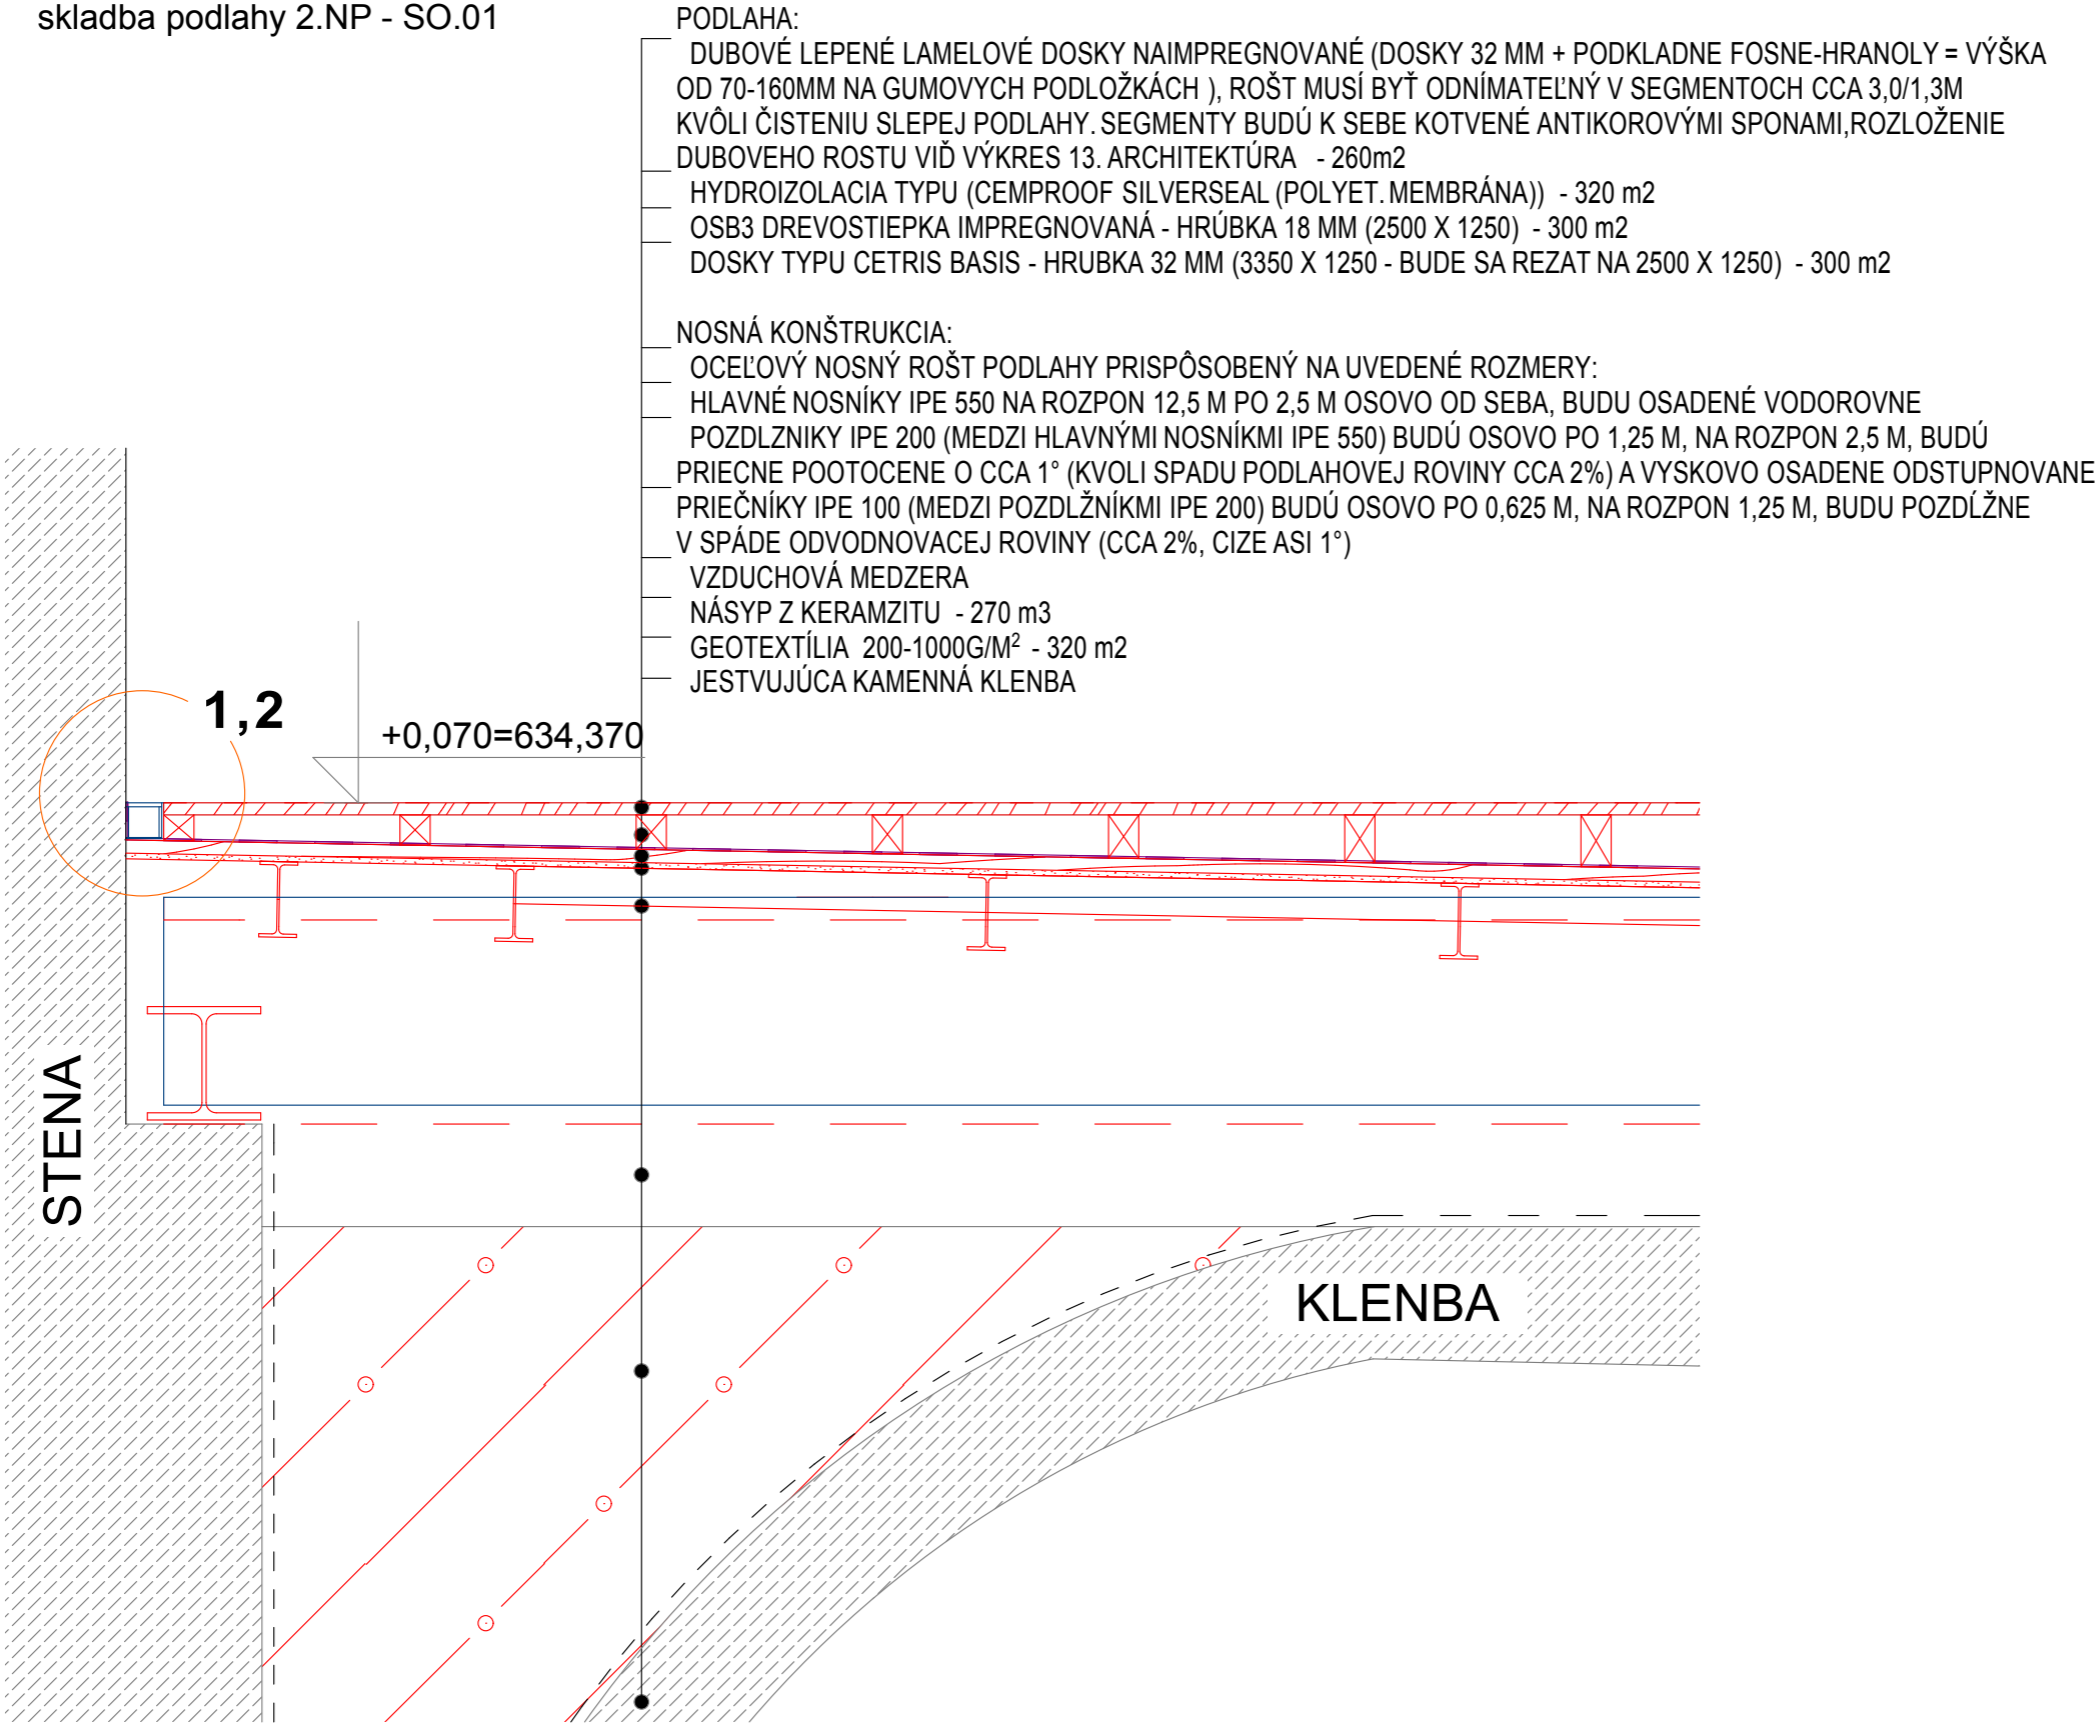 skladba podlahy 2.NP - SO.01
PODLAHA:
DUBOVÉ LEPENÉ LAMELOVÉ DOSKY NAIMPREGNOVANÉ (DOSKY 32 MM + PODKLADNE FOSNE-HRANOLY = VÝŠKA
OD 70-160MM NA GUMOVYCH PODLOŽKÁCH ), ROŠT MUSÍ BYŤ ODNÍMATEĽNÝ V SEGMENTOCH CCA 3,0/1,3M
KVÔLI ČISTENIU SLEPEJ PODLAHY. SEGMENTY BUDÚ K SEBE KOTVENÉ ANTIKOROVÝMI SPONAMI,ROZLOŽENIE
DUBOVEHO ROSTU VIĎ VÝKRES 13. ARCHITEKTÚRA - 260m2
HYDROIZOLACIA TYPU (CEMPROOF SILVERSEAL (POLYET. MEMBRÁNA)) - 320 m2
OSB3 DREVOSTIEPKA IMPREGNOVANÁ - HRÚBKA 18 MM (2500 X 1250) - 300 m2
DOSKY TYPU CETRIS BASIS - HRUBKA 32 MM (3350 X 1250 - BUDE SA REZAT NA 2500 X 1250) - 300 m2
NOSNÁ KONŠTRUKCIA:
OCEĽOVÝ NOSNÝ ROŠT PODLAHY PRISPÔSOBENÝ NA UVEDENÉ ROZMERY:
HLAVNÉ NOSNÍKY IPE 550 NA ROZPON 12,5 M PO 2,5 M OSOVO OD SEBA, BUDU OSADENÉ VODOROVNE
POZDLZNIKY IPE 200 (MEDZI HLAVNÝMI NOSNÍKMI IPE 550) BUDÚ OSOVO PO 1,25 M, NA ROZPON 2,5 M, BUDÚ
PRIECNE POOTOCENE O CCA 1° (KVOLI SPADU PODLAHOVEJ ROVINY CCA 2%) A VYSKOVO OSADENE ODSTUPNOVANE
PRIEČNÍKY IPE 100 (MEDZI POZDLŽNÍKMI IPE 200) BUDÚ OSOVO PO 0,625 M, NA ROZPON 1,25 M, BUDU POZDĹŽNE
V SPÁDE ODVODNOVACEJ ROVINY (CCA 2%, CIZE ASI 1°)
VZDUCHOVÁ MEDZERA
NÁSYP Z KERAMZITU - 270 m3
GEOTEXTÍLIA 200-1000G/M² - 320 m2
JESTVUJÚCA KAMENNÁ KLENBA
1,2
+0,070=634,370
STENA
KLENBA